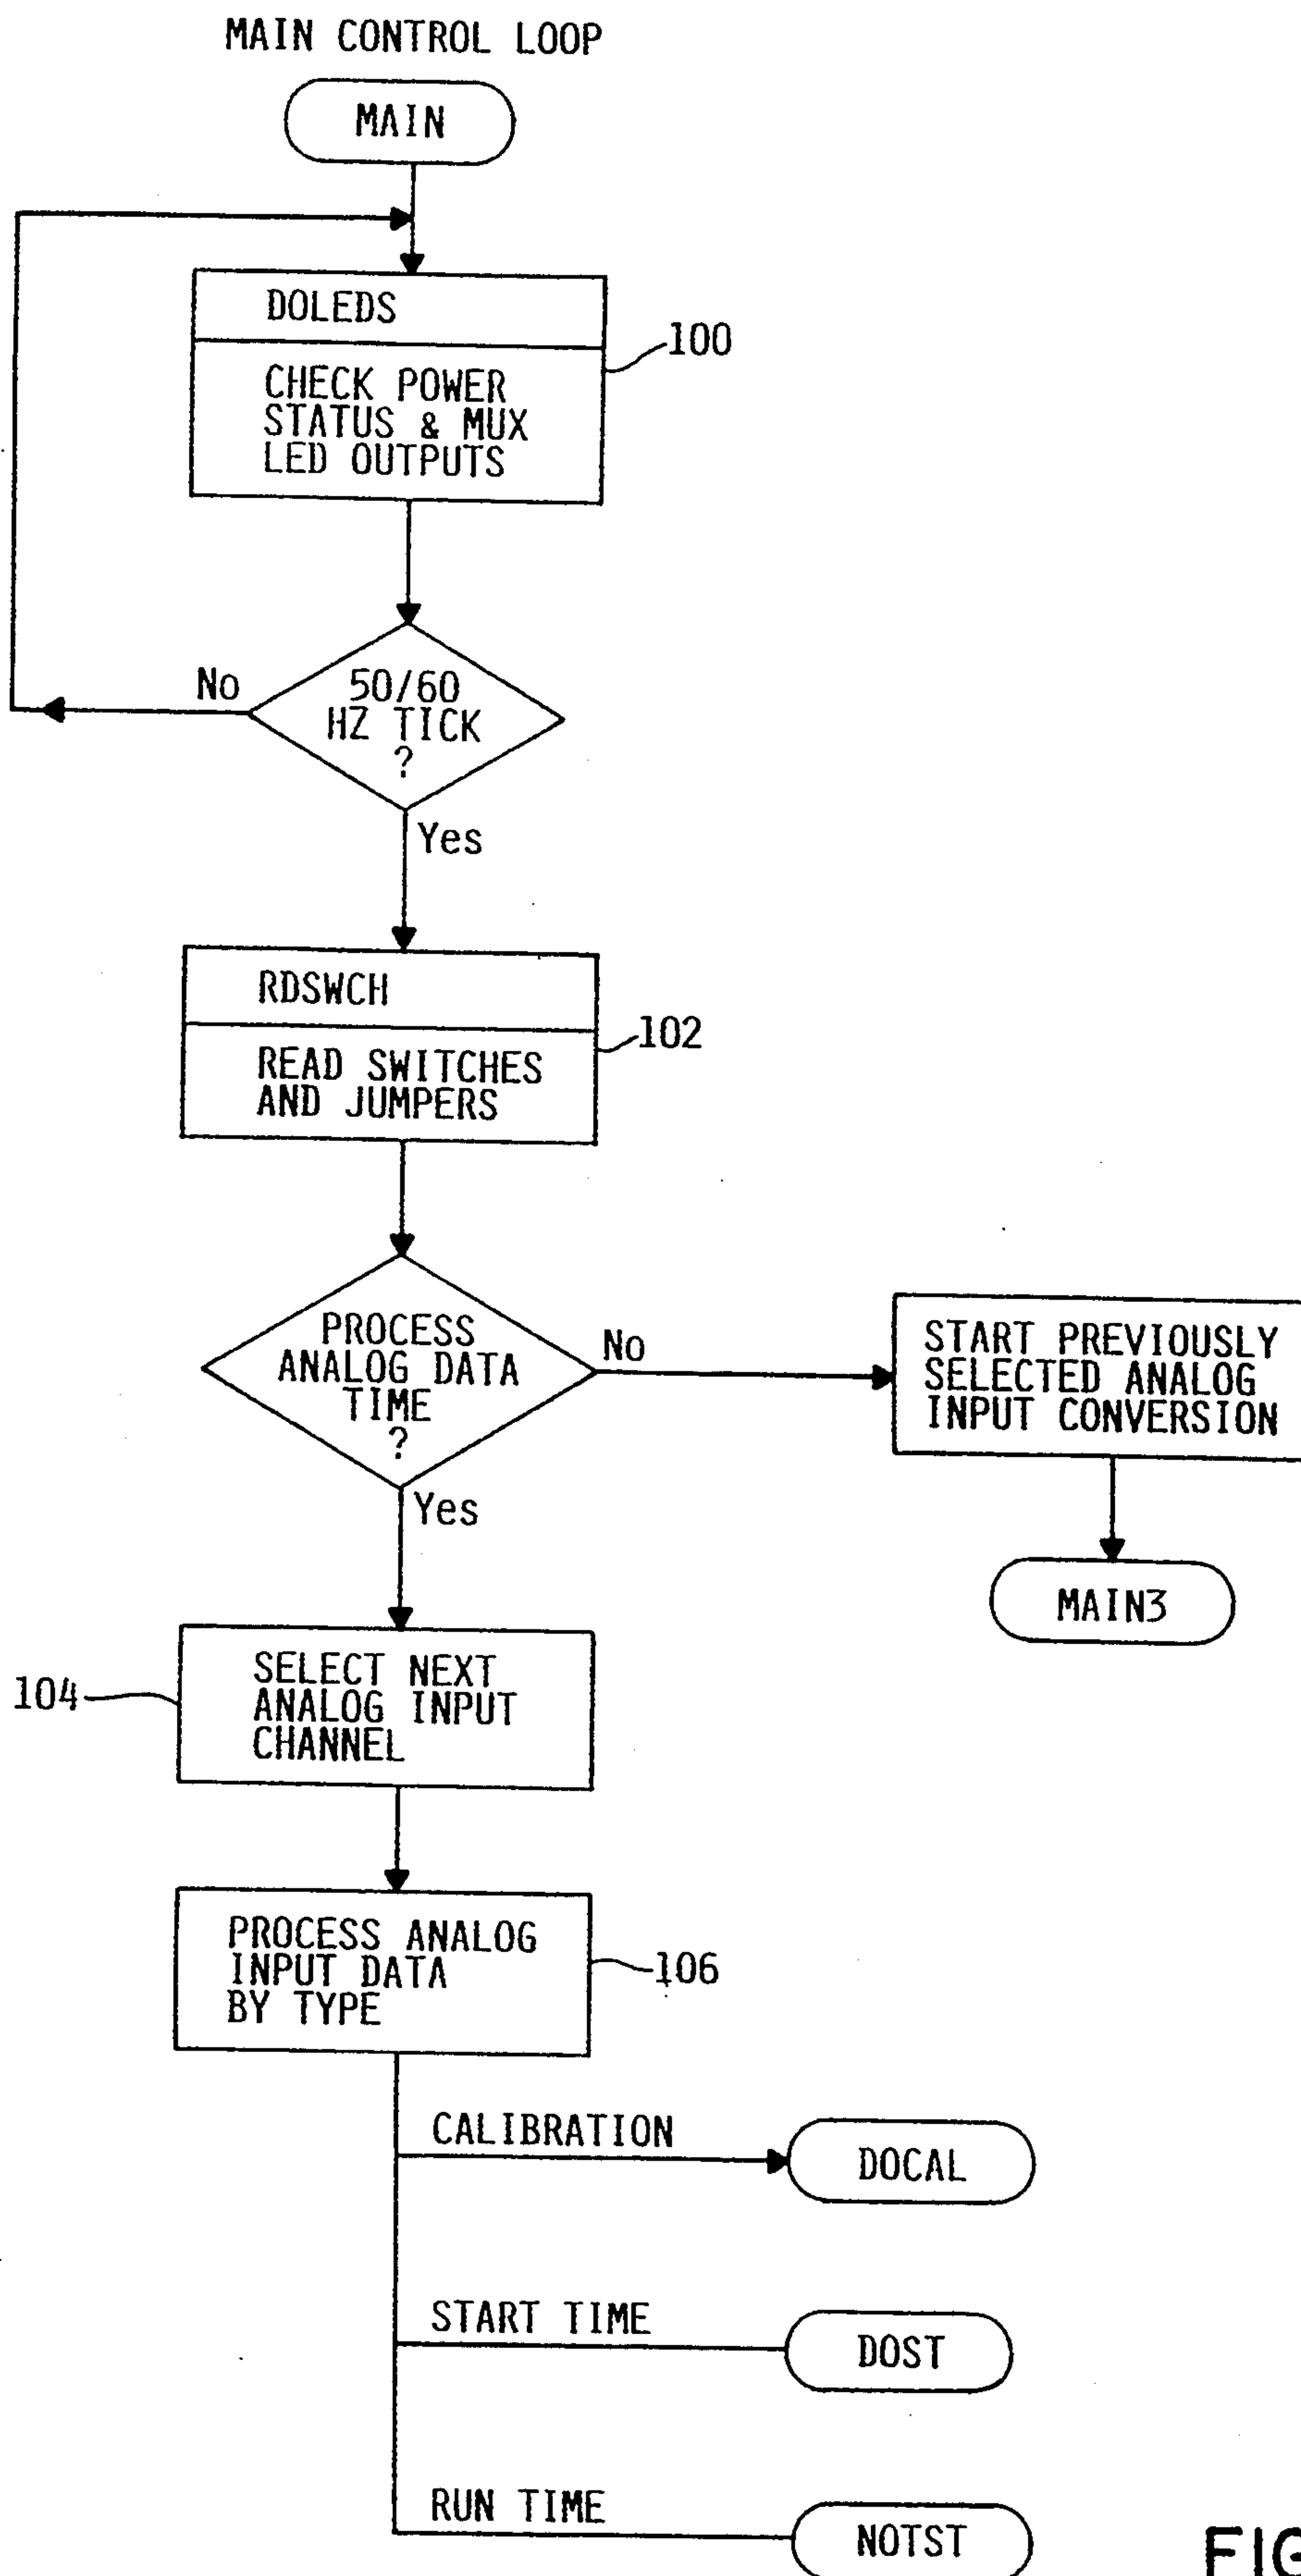 MAIN CONTROL LOOP
MAIN
DOLEDS
100
CHECK POWER
STATUS & MUX
LED OUTPUTS
No
50/60
HZ TICK
?
Yes
RDSWCH
102
READ SWITCHES
AND JUMPERS
PROCESS
ANALOG DATA
TIME
?
No
START PREVIOUSLY
SELECTED ANALOG
INPUT CONVERSION
Yes
MAIN3
104
SELECT NEXT
ANALOG INPUT
CHANNEL
PROCESS ANALOG
INPUT DATA
BY TYPE
106
CALIBRATION
DOCAL
START TIME
DOST
RUN TIME
NOTST